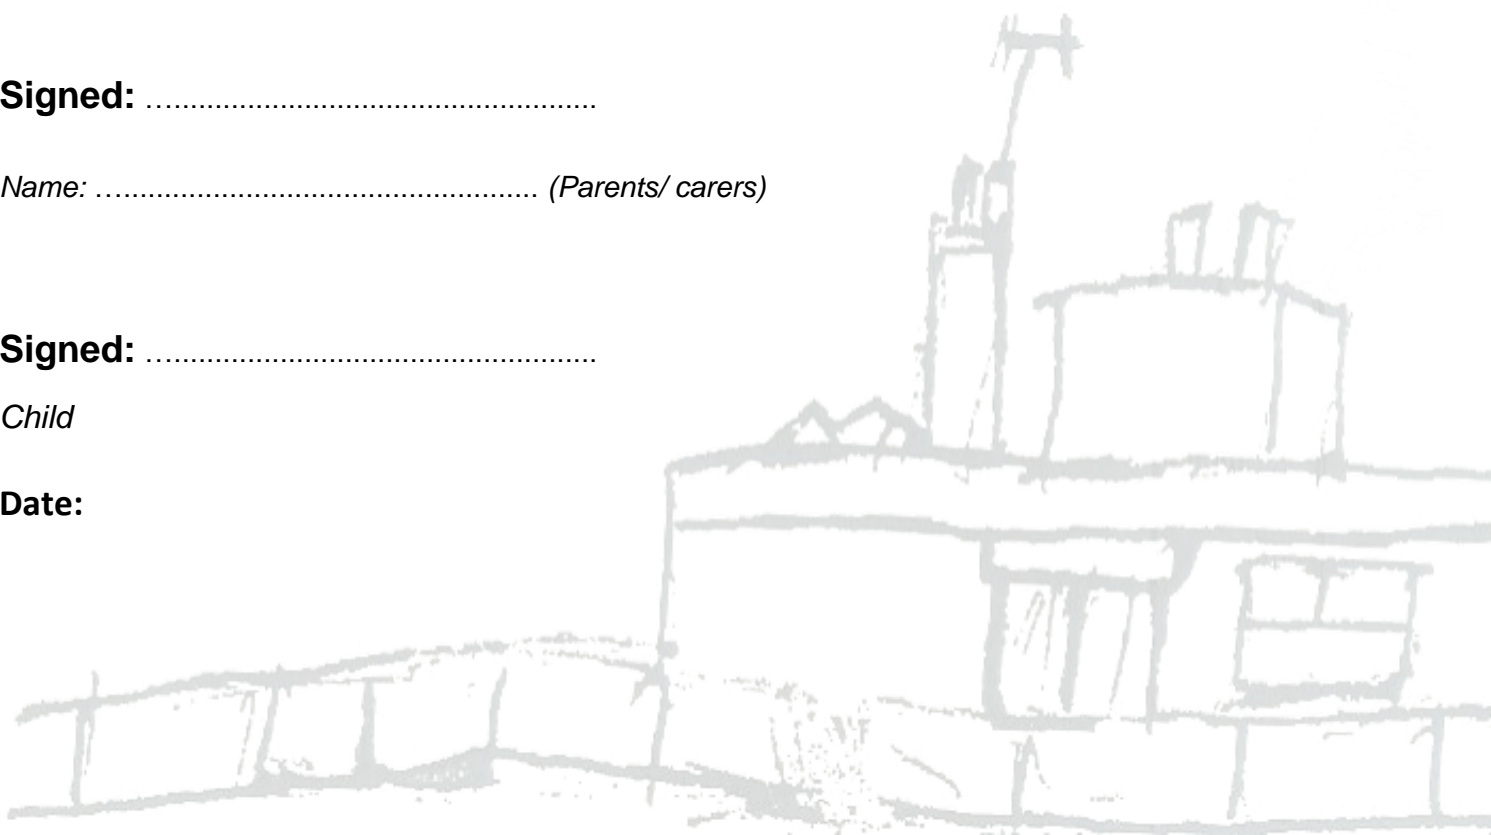 Signed: …....................................................
Name: …................................................... (Parents/ carers)
Signed: …....................................................
Child
Date: